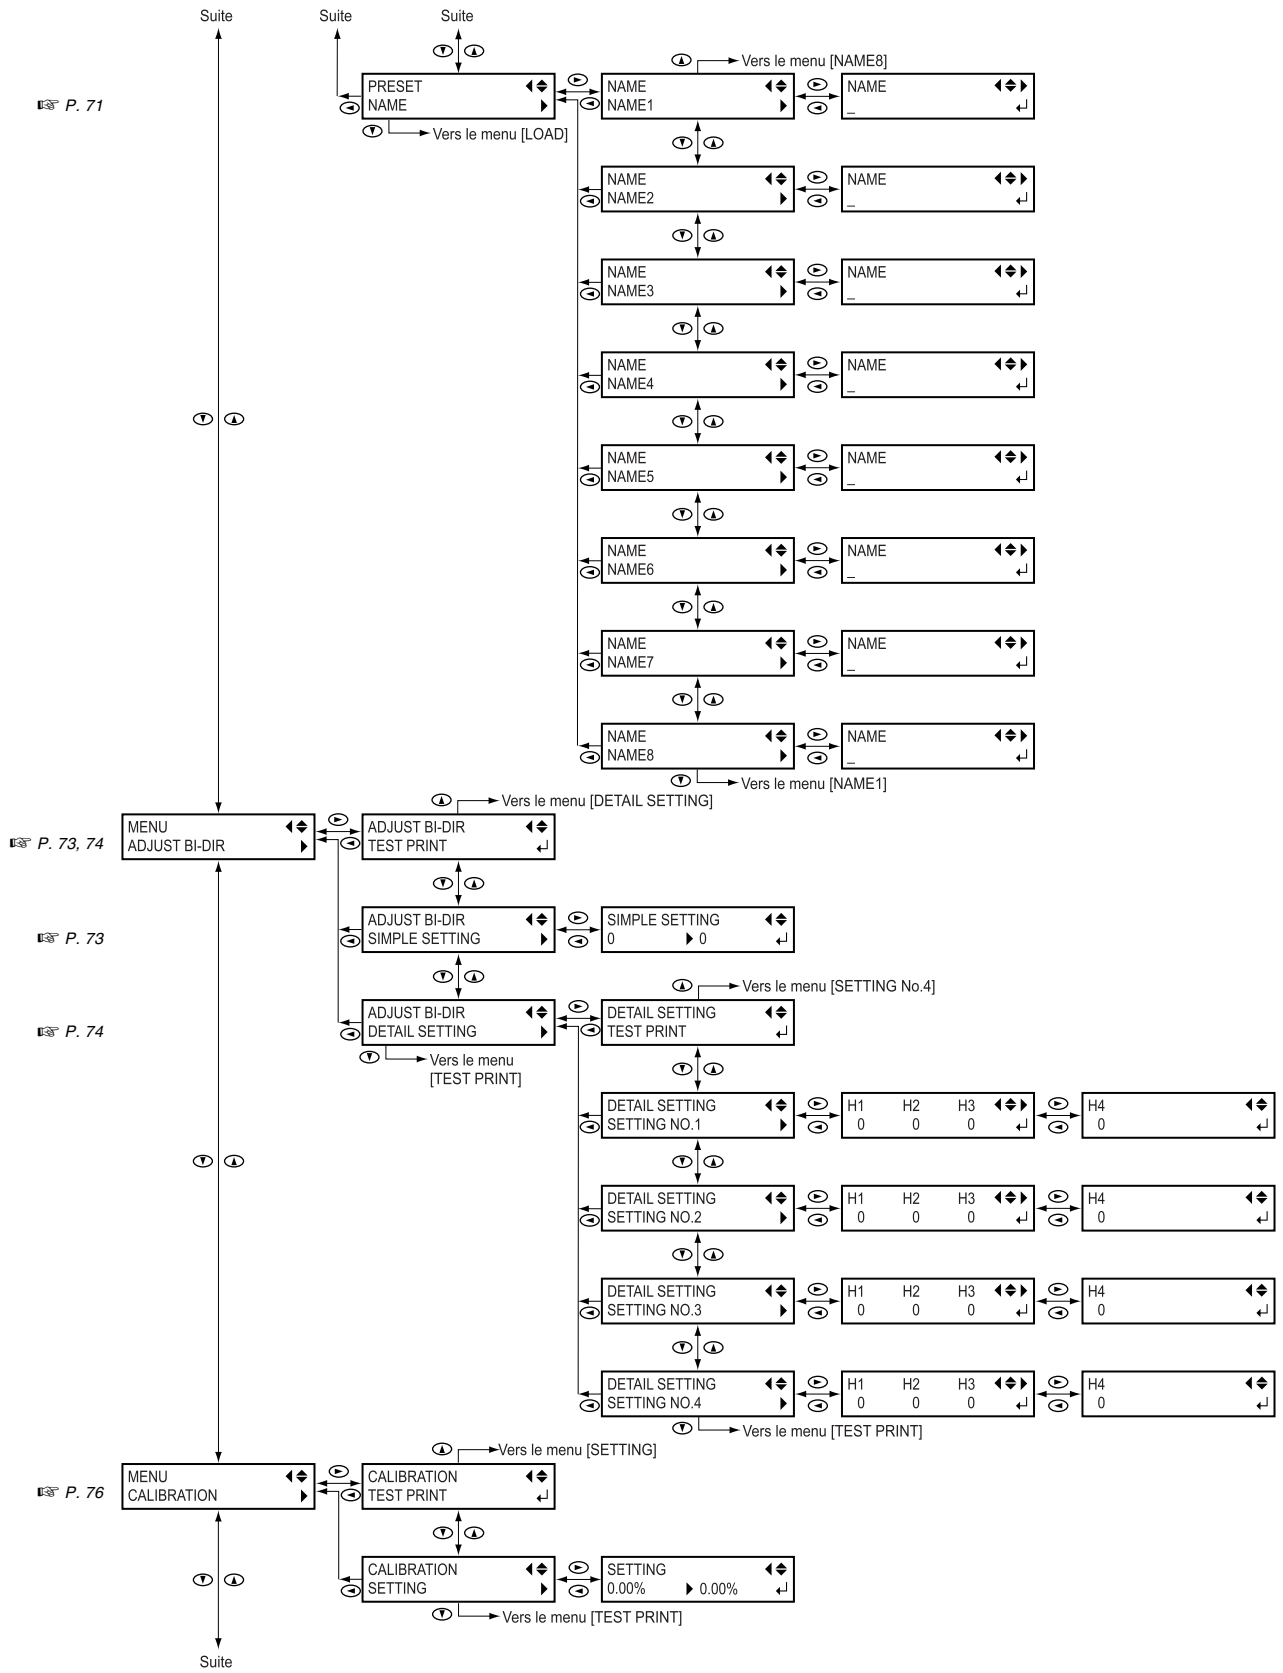 Suite Suite Suite
Vers le menu [NAME8]
P. 71
PRESET
NAME
Vers le menu [LOAD]
NAME
NAME1
NAME
_
NAME
NAME2
NAME
_
NAME
NAME3
NAME
_
NAME
NAME4
NAME
_
NAME
NAME5
NAME
_
NAME
NAME6
NAME
_
NAME
NAME7
NAME
_
NAME
NAME8
NAME
_
Vers le menu [NAME1]
Vers le menu [DETAIL SETTING]
P. 73, 74
MENU
ADJUST BI-DIR
ADJUST BI-DIR
TEST PRINT
P. 73
ADJUST BI-DIR
SIMPLE SETTING
SIMPLE SETTING
0 0
Vers le menu [SETTING No.4]
P. 74
ADJUST BI-DIR
DETAIL SETTING
Vers le menu
[TEST PRINT]
DETAIL SETTING
TEST PRINT
DETAIL SETTING
SETTING NO.1
H1 H2 H3
0 0 0
H4
0
DETAIL SETTING
SETTING NO.2
H1 H2 H3
0 0 0
H4
0
DETAIL SETTING
SETTING NO.3
H1 H2 H3
0 0 0
H4
0
DETAIL SETTING
SETTING NO.4
H1 H2 H3
0 0 0
H4
0
Vers le menu [TEST PRINT]
Vers le menu [SETTING]
P. 76
MENU
CALIBRATION
CALIBRATION
TEST PRINT
CALIBRATION
SETTING
SETTING
0.00% 0.00%
Vers le menu [TEST PRINT]
Suite